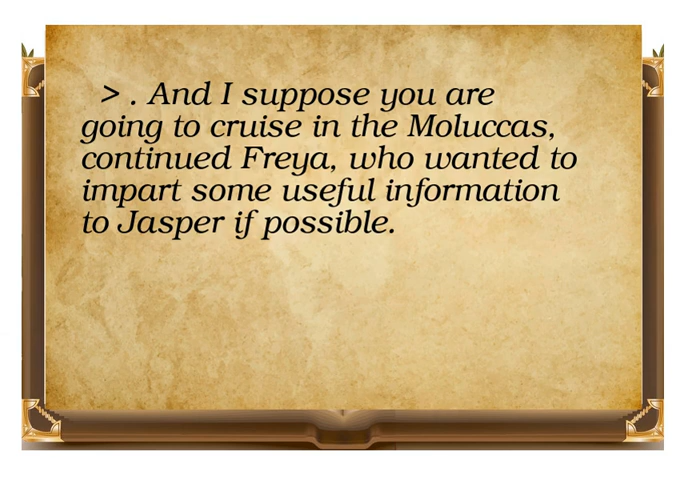 > . And I suppose you are
going to cruise in the Moluccas,
continued Freya, who wanted to
impart some useful information
to Jasper if possible.